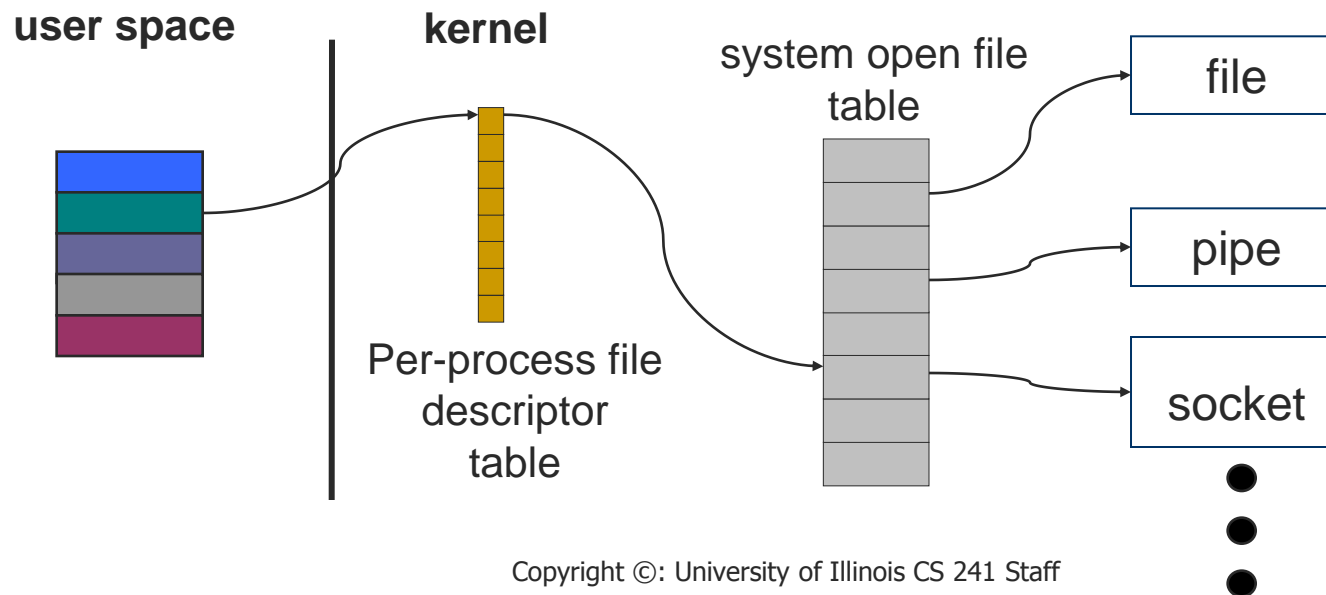 user space
kernel
system open file
table
file
pipe
socket
Per-process file
descriptor
table
Copyright ©: University of Illinois CS 241 Staff